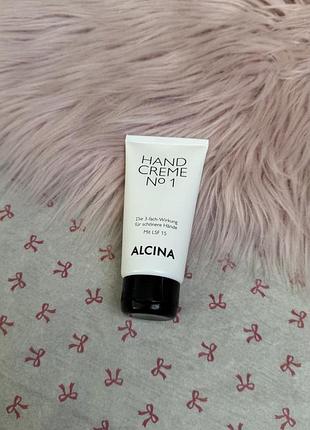 HAND
CREME
Nº 1
Die 3-fach-Wirkung
für schönere Hände
Mit LSF 15
ALCINA